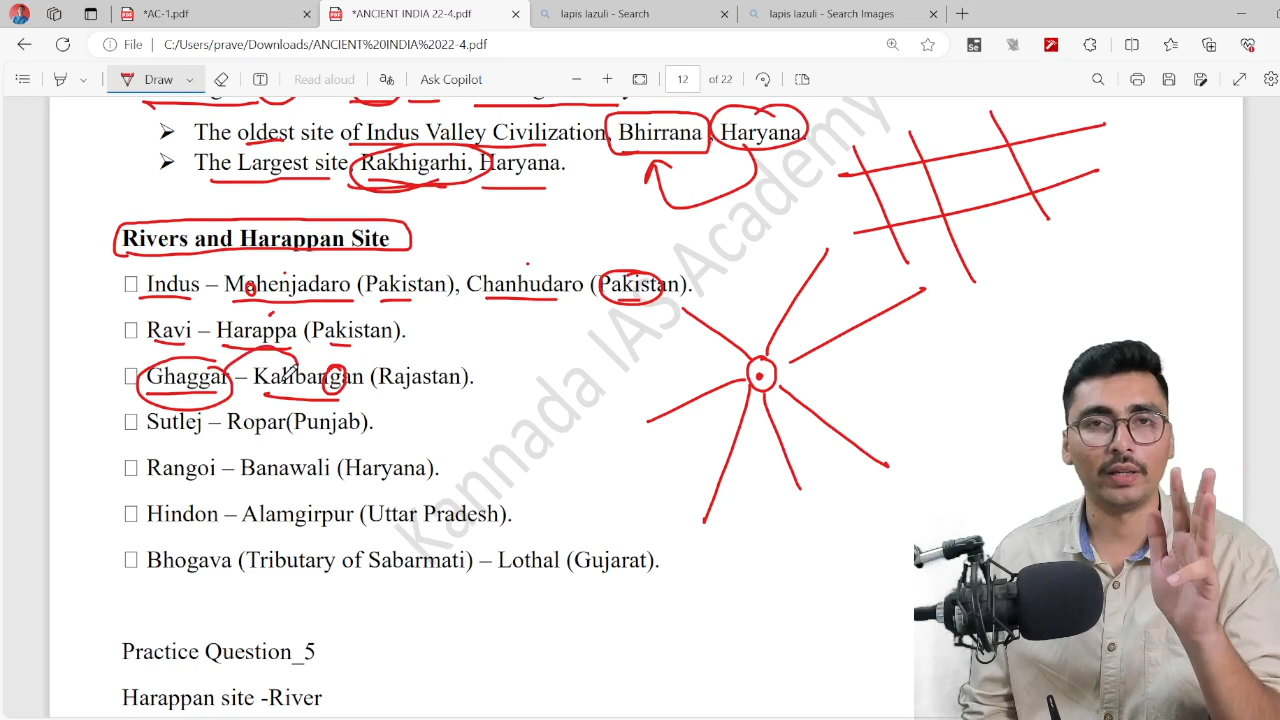 *AC-1.pdf
*ANCIENT INDIA 22-4.pdf
lapis lazuli - Search
lapis lazuli - Search Images
File C:/Users/prave/Downloads/ANCIENT%20INDIA%2022-4.pdf
Draw
Read aloud
Ask Copilot
12 of 22
➢ The oldest site of Indus Valley Civilization, Bhirrana , Haryana.
➢ The Largest site, Rakhigarhi, Haryana.
Rivers and Harappan Site
Indus – Mohenjadaro (Pakistan), Chanhudaro (Pakistan).
Ravi – Harappa (Pakistan).
Ghaggar – Kalibangan (Rajastan).
Sutlej – Ropar(Punjab).
Rangoi – Banawali (Haryana).
Hindon – Alamgirpur (Uttar Pradesh).
Bhogava (Tributary of Sabarmati) – Lothal (Gujarat).
Practice Question_5
Harappan site -River
Kannada IAS Academy